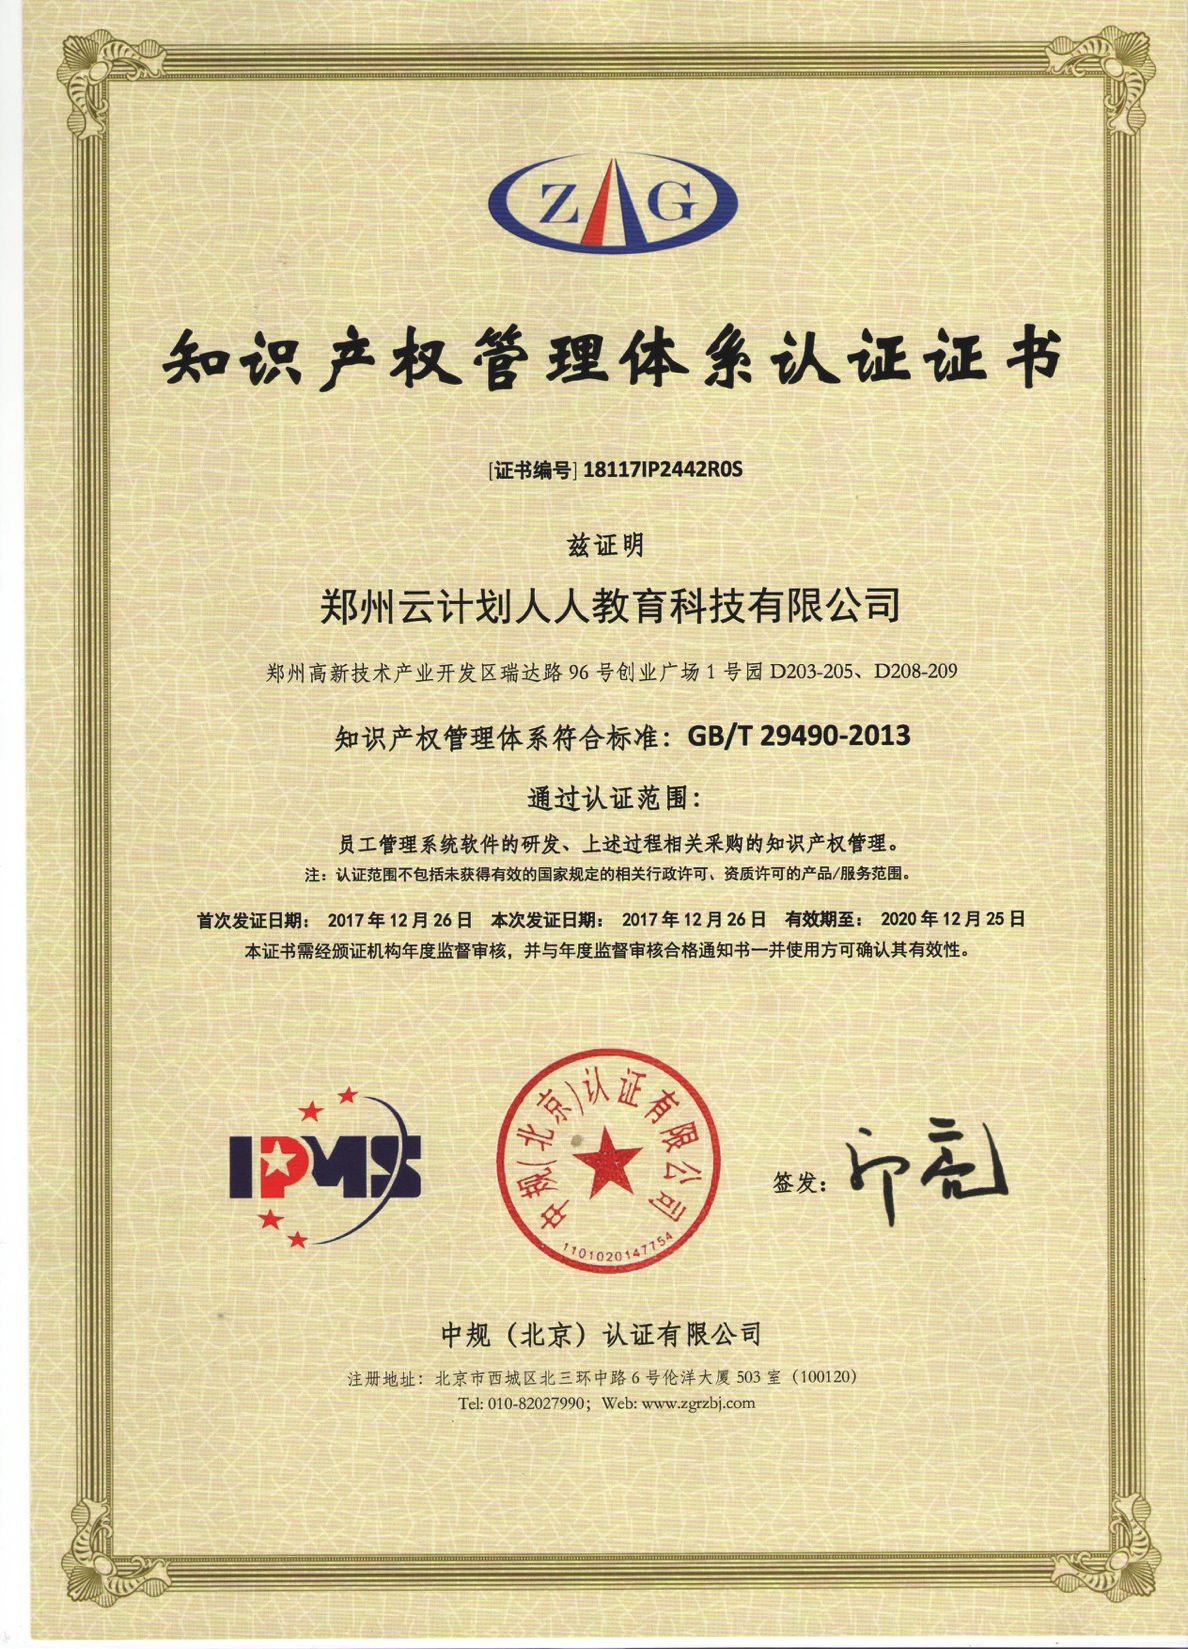 Z G
知识产权管理体系认证证书
[证书编号] 18117IP2442R0S
兹证明
郑州云计划人人教育科技有限公司
郑州高新技术产业开发区瑞达路 96 号创业广场 1 号园 D203-205、D208-209
知识产权管理体系符合标准：GB/T 29490-2013
通过认证范围：
员工管理系统软件的研发、上述过程相关采购的知识产权管理。
注：认证范围不包括未获得有效的国家规定的相关行政许可、资质许可的产品/服务范围。
首次发证日期： 2017 年 12 月 26 日 本次发证日期： 2017 年 12 月 26 日 有效期至： 2020 年 12 月 25 日
本证书需经颁证机构年度监督审核，并与年度监督审核合格通知书一并使用方可确认其有效性。
IPMS
中规(北京)认证有限公司
1101020147754
签发：
中规（北京）认证有限公司
注册地址：北京市西城区北三环中路 6 号伦洋大厦 503 室（100120）
Tel: 010-82027990；Web: www.zgrzbj.com